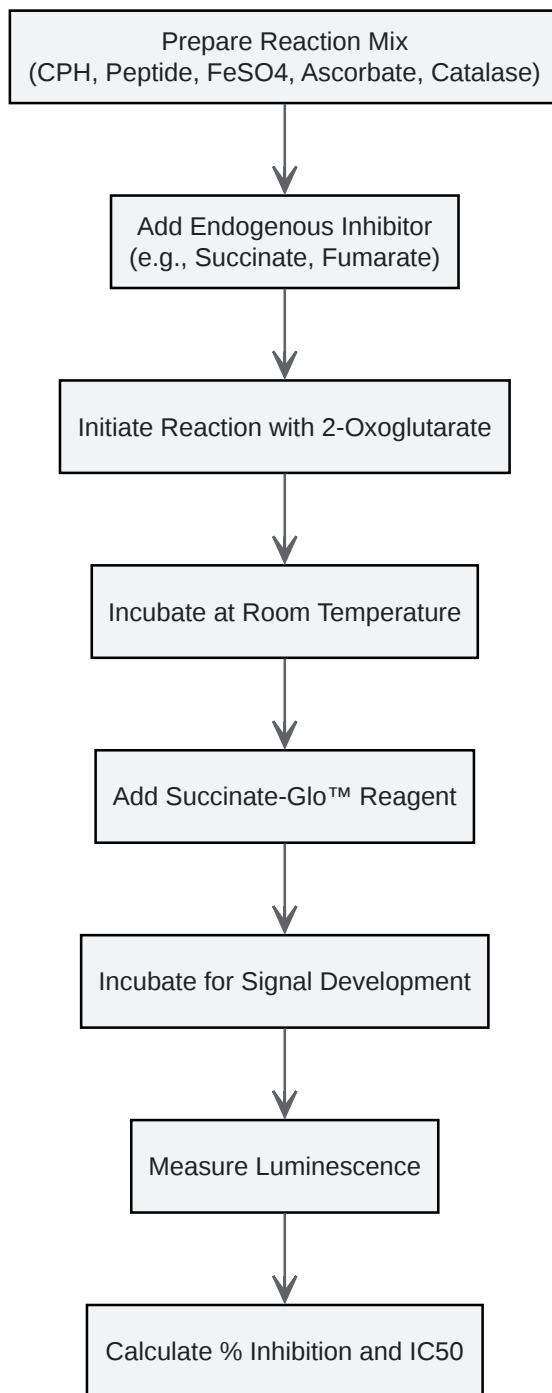 Prepare Reaction Mix
(CPH, Peptide, FeSO4, Ascorbate, Catalase)
Add Endogenous Inhibitor
(e.g., Succinate, Fumarate)
Initiate Reaction with 2-Oxoglutarate
Incubate at Room Temperature
Add Succinate-Glo™ Reagent
Incubate for Signal Development
Measure Luminescence
Calculate % Inhibition and IC50